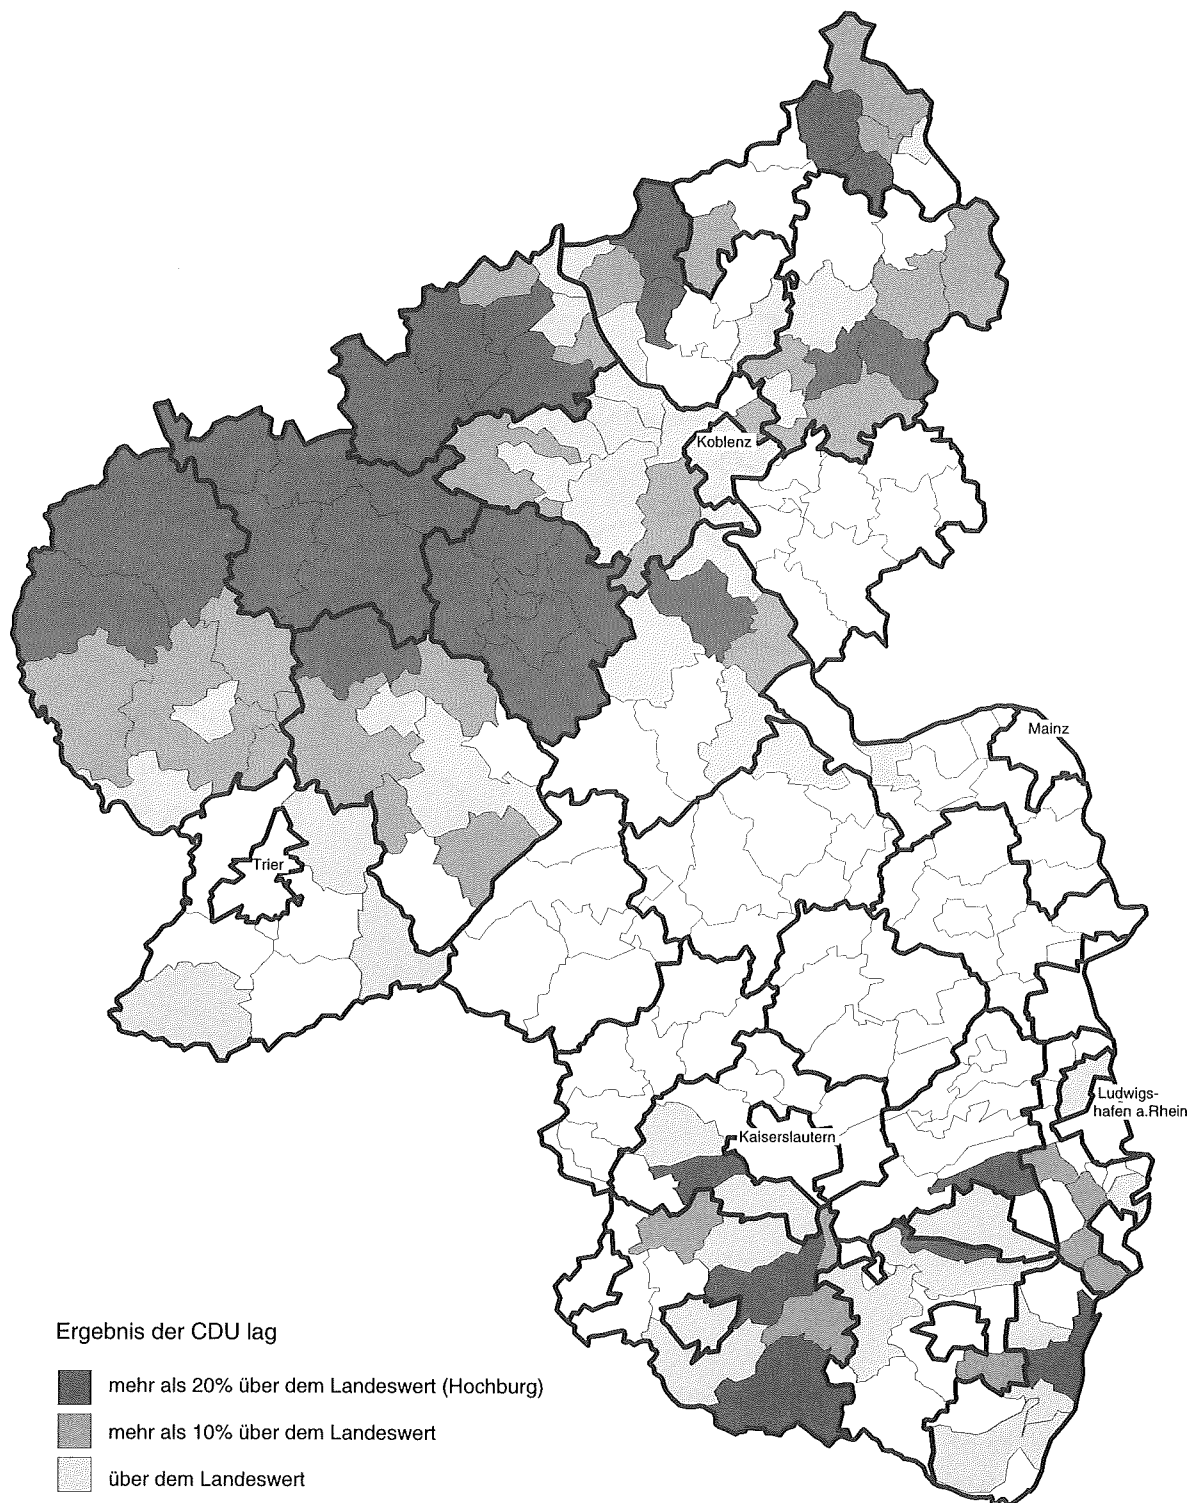 Koblenz
Mainz
Trier
Ludwigs-
hafen a.Rhein
Kaiserslautern
Ergebnis der CDU lag
mehr als 20% über dem Landeswert (Hochburg)
mehr als 10% über dem Landeswert
über dem Landeswert